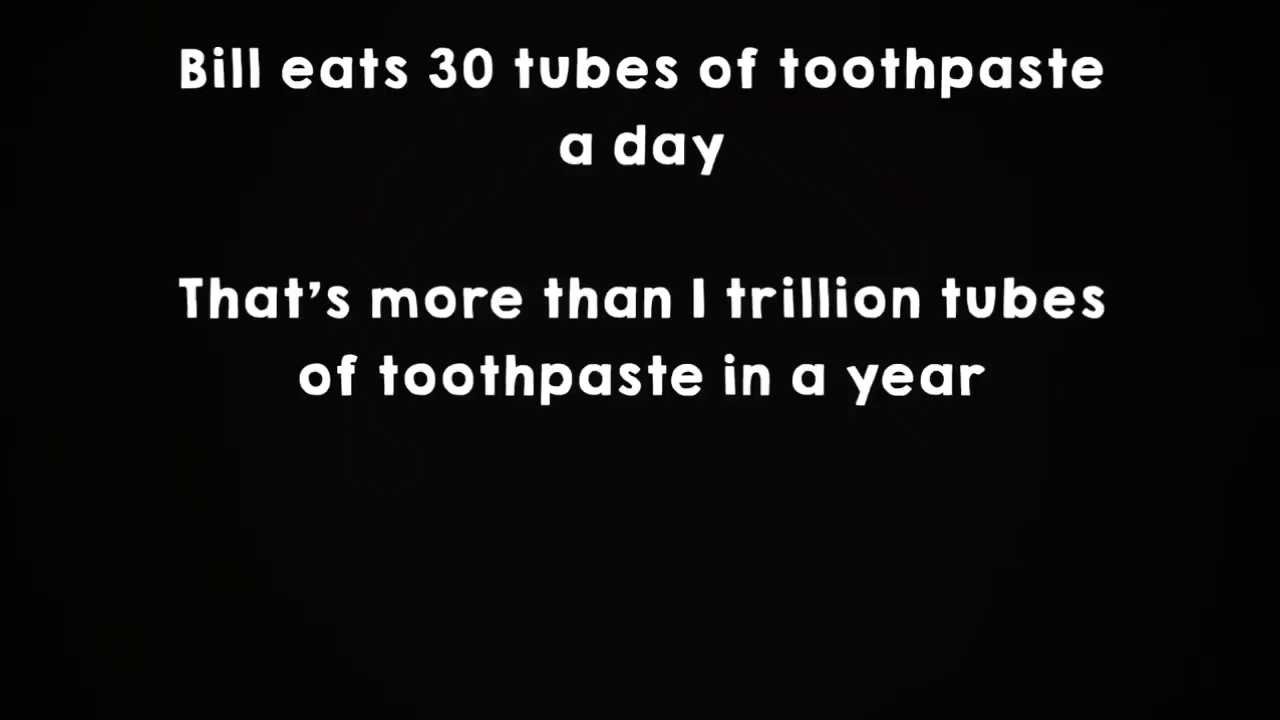 Bill eats 30 tubes of toothpaste
a day
That's more than 1 trillion tubes
of toothpaste in a year